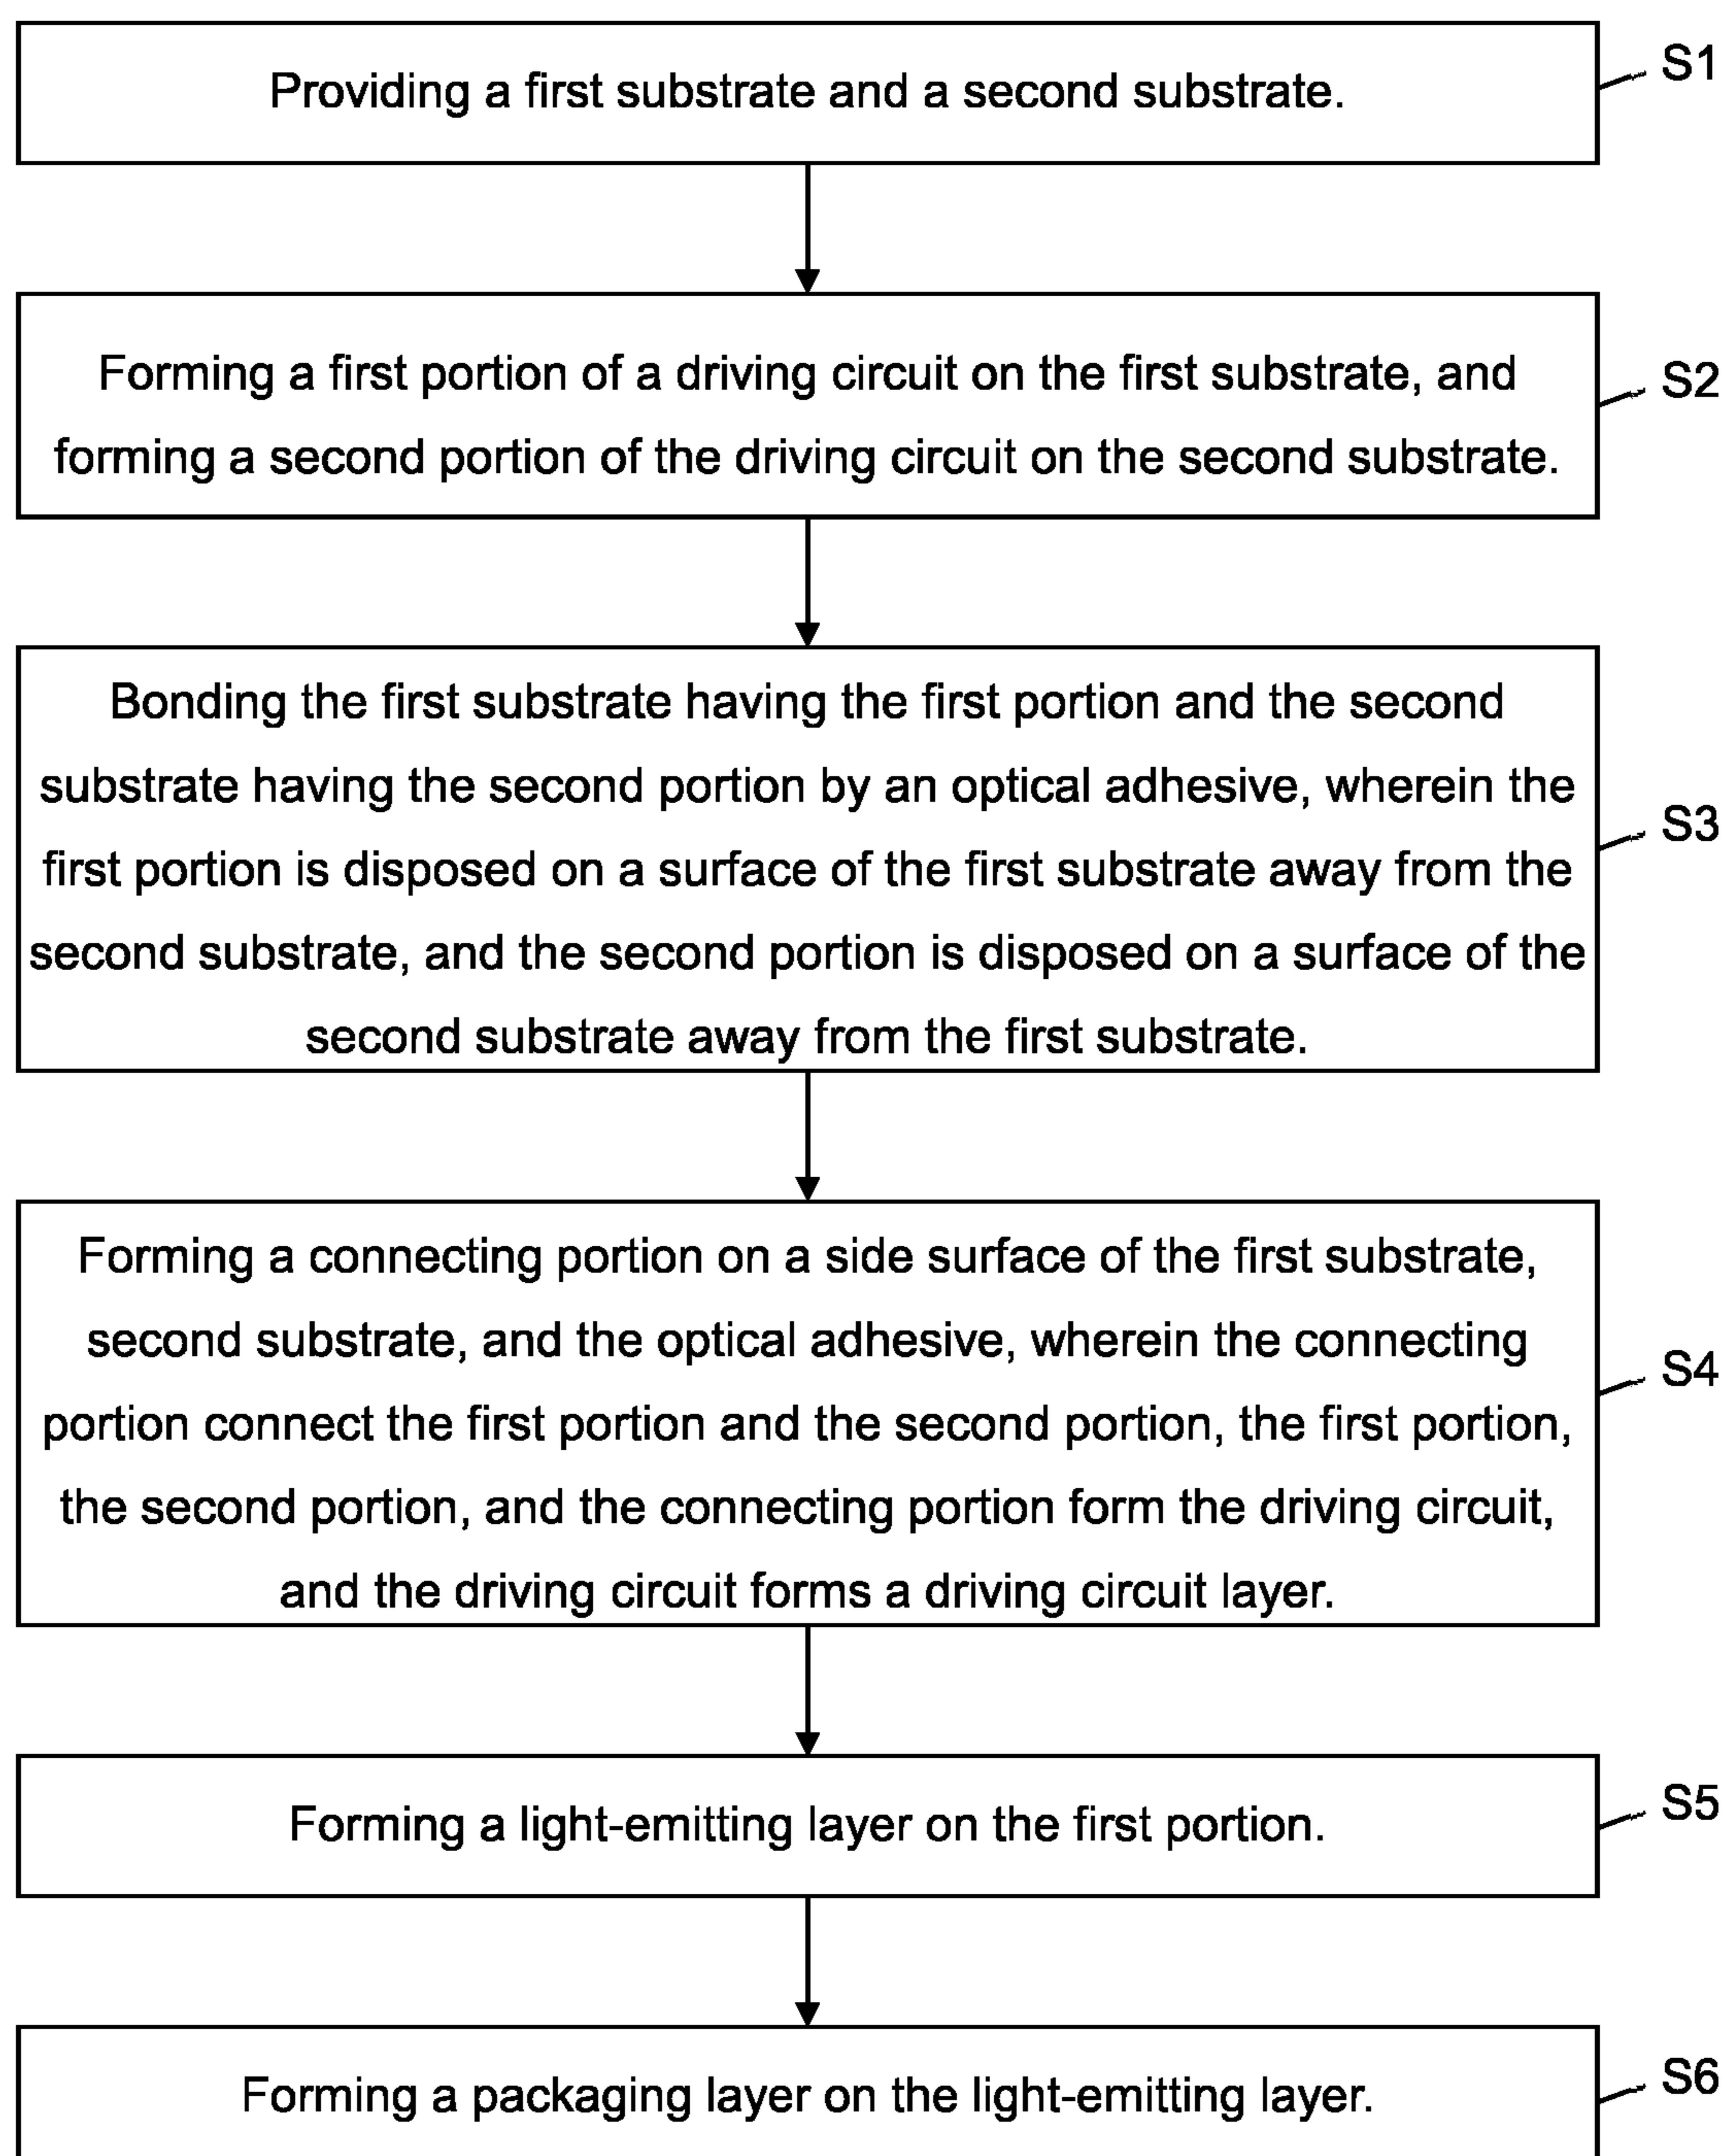 Providing a first substrate and a second substrate.
S1
Forming a first portion of a driving circuit on the first substrate, and
forming a second portion of the driving circuit on the second substrate.
S2
Bonding the first substrate having the first portion and the second
substrate having the second portion by an optical adhesive, wherein the
first portion is disposed on a surface of the first substrate away from the
second substrate, and the second portion is disposed on a surface of the
second substrate away from the first substrate.
S3
Forming a connecting portion on a side surface of the first substrate,
second substrate, and the optical adhesive, wherein the connecting
portion connect the first portion and the second portion, the first portion,
the second portion, and the connecting portion form the driving circuit,
and the driving circuit forms a driving circuit layer.
S4
Forming a light-emitting layer on the first portion.
S5
Forming a packaging layer on the light-emitting layer.
S6